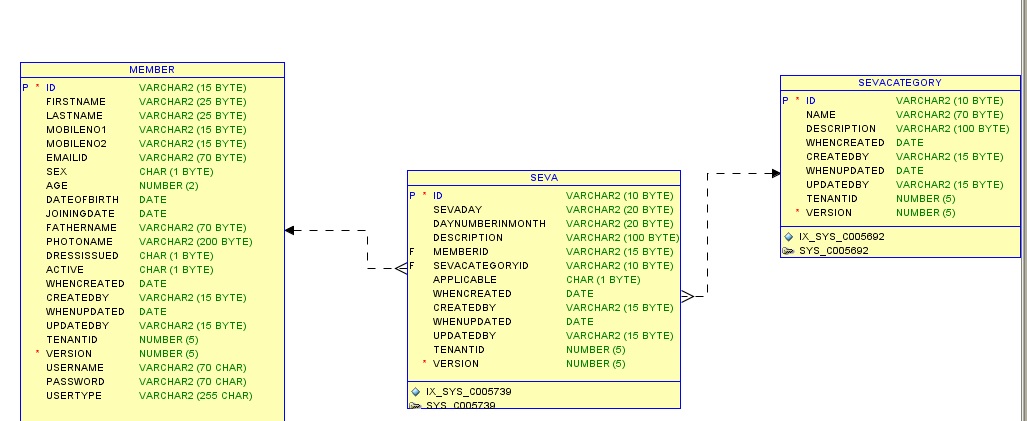 MEMBER
P * ID VARCHAR2 (15 BYTE)
FIRSTNAME VARCHAR2 (25 BYTE)
LASTNAME VARCHAR2 (25 BYTE)
MOBILENO1 VARCHAR2 (15 BYTE)
MOBILENO2 VARCHAR2 (15 BYTE)
EMAILID VARCHAR2 (70 BYTE)
SEX CHAR (1 BYTE)
AGE NUMBER (2)
DATEOFBIRTH DATE
JOININGDATE DATE
FATHERNAME VARCHAR2 (70 BYTE)
PHOTONAME VARCHAR2 (200 BYTE)
DRESSISSUED CHAR (1 BYTE)
ACTIVE CHAR (1 BYTE)
WHENCREATED DATE
CREATEDBY VARCHAR2 (15 BYTE)
WHENUPDATED DATE
UPDATEDBY VARCHAR2 (15 BYTE)
TENANTID NUMBER (5)
* VERSION NUMBER (5)
USERNAME VARCHAR2 (70 CHAR)
PASSWORD VARCHAR2 (70 CHAR)
USERTYPE VARCHAR2 (255 CHAR)
SEVA
P * ID VARCHAR2 (10 BYTE)
SEVADAY VARCHAR2 (20 BYTE)
DAYNUMBERINMONTH VARCHAR2 (20 BYTE)
DESCRIPTION VARCHAR2 (100 BYTE)
F MEMBERID VARCHAR2 (15 BYTE)
F SEVACATEGORYID VARCHAR2 (10 BYTE)
APPLICABLE CHAR (1 BYTE)
WHENCREATED DATE
CREATEDBY VARCHAR2 (15 BYTE)
WHENUPDATED DATE
UPDATEDBY VARCHAR2 (15 BYTE)
TENANTID NUMBER (5)
* VERSION NUMBER (5)
IX_SYS_C005739
SYS_C005739
SEVACATEGORY
P * ID VARCHAR2 (10 BYTE)
NAME VARCHAR2 (70 BYTE)
DESCRIPTION VARCHAR2 (100 BYTE)
WHENCREATED DATE
CREATEDBY VARCHAR2 (15 BYTE)
WHENUPDATED DATE
UPDATEDBY VARCHAR2 (15 BYTE)
TENANTID NUMBER (5)
* VERSION NUMBER (5)
IX_SYS_C005692
SYS_C005692